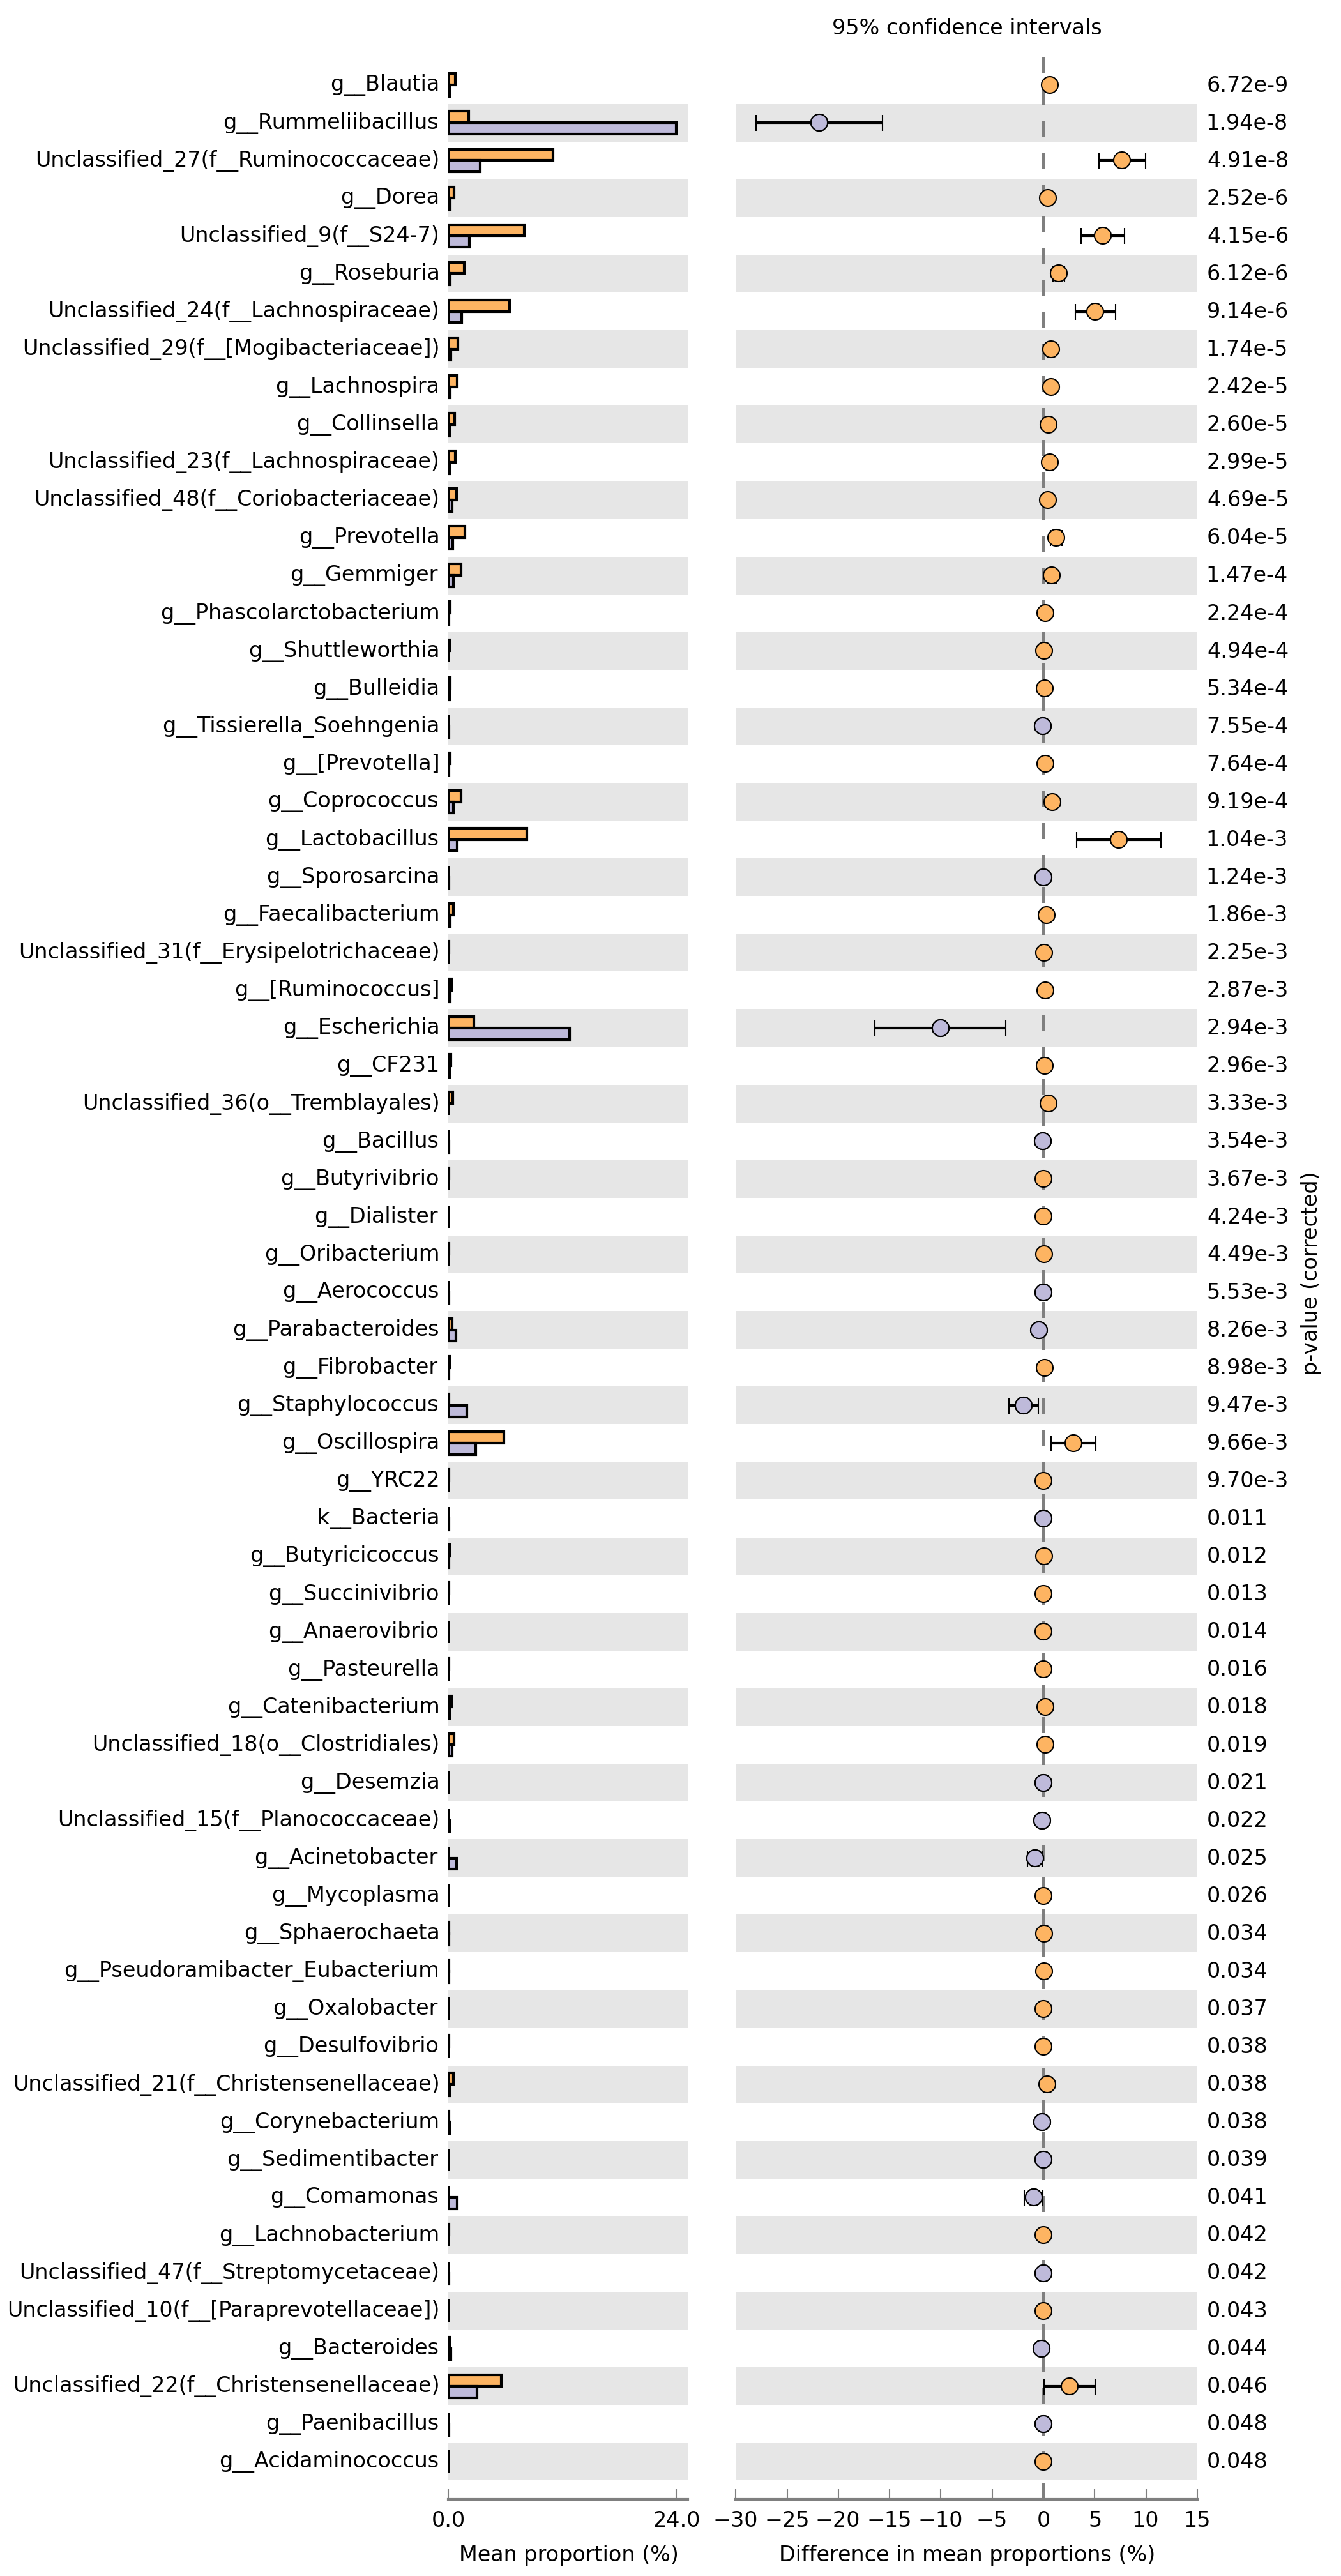 95% confidence intervals
g__Blautia 6.72e-9
g__Rummeliibacillus 1.94e-8
Unclassified_27(f__Ruminococcaceae) 4.91e-8
g__Dorea 2.52e-6
Unclassified_9(f__S24-7) 4.15e-6
g__Roseburia 6.12e-6
Unclassified_24(f__Lachnospiraceae) 9.14e-6
Unclassified_29(f__[Mogibacteriaceae]) 1.74e-5
g__Lachnospira 2.42e-5
g__Collinsella 2.60e-5
Unclassified_23(f__Lachnospiraceae) 2.99e-5
Unclassified_48(f__Coriobacteriaceae) 4.69e-5
g__Prevotella 6.04e-5
g__Gemmiger 1.47e-4
g__Phascolarctobacterium 2.24e-4
g__Shuttleworthia 4.94e-4
g__Bulleidia 5.34e-4
g__Tissierella_Soehngenia 7.55e-4
g__[Prevotella] 7.64e-4
g__Coprococcus 9.19e-4
g__Lactobacillus 1.04e-3
g__Sporosarcina 1.24e-3
g__Faecalibacterium 1.86e-3
Unclassified_31(f__Erysipelotrichaceae) 2.25e-3
g__[Ruminococcus] 2.87e-3
g__Escherichia 2.94e-3
g__CF231 2.96e-3
Unclassified_36(o__Tremblayales) 3.33e-3
g__Bacillus 3.54e-3
g__Butyrivibrio 3.67e-3
g__Dialister 4.24e-3
g__Oribacterium 4.49e-3
g__Aerococcus 5.53e-3
g__Parabacteroides 8.26e-3
g__Fibrobacter 8.98e-3
g__Staphylococcus 9.47e-3
g__Oscillospira 9.66e-3
g__YRC22 9.70e-3
k__Bacteria 0.011
g__Butyricicoccus 0.012
g__Succinivibrio 0.013
g__Anaerovibrio 0.014
g__Pasteurella 0.016
g__Catenibacterium 0.018
Unclassified_18(o__Clostridiales) 0.019
g__Desemzia 0.021
Unclassified_15(f__Planococcaceae) 0.022
g__Acinetobacter 0.025
g__Mycoplasma 0.026
g__Sphaerochaeta 0.034
g__Pseudoramibacter_Eubacterium 0.034
g__Oxalobacter 0.037
g__Desulfovibrio 0.038
Unclassified_21(f__Christensenellaceae) 0.038
g__Corynebacterium 0.038
g__Sedimentibacter 0.039
g__Comamonas 0.041
g__Lachnobacterium 0.042
Unclassified_47(f__Streptomycetaceae) 0.042
Unclassified_10(f__[Paraprevotellaceae]) 0.043
g__Bacteroides 0.044
Unclassified_22(f__Christensenellaceae) 0.046
g__Paenibacillus 0.048
g__Acidaminococcus 0.048
p-value (corrected)
0.0 24.0 −30 −25 −20 −15 −10 −5 0 5 10 15
Mean proportion (%) Difference in mean proportions (%)